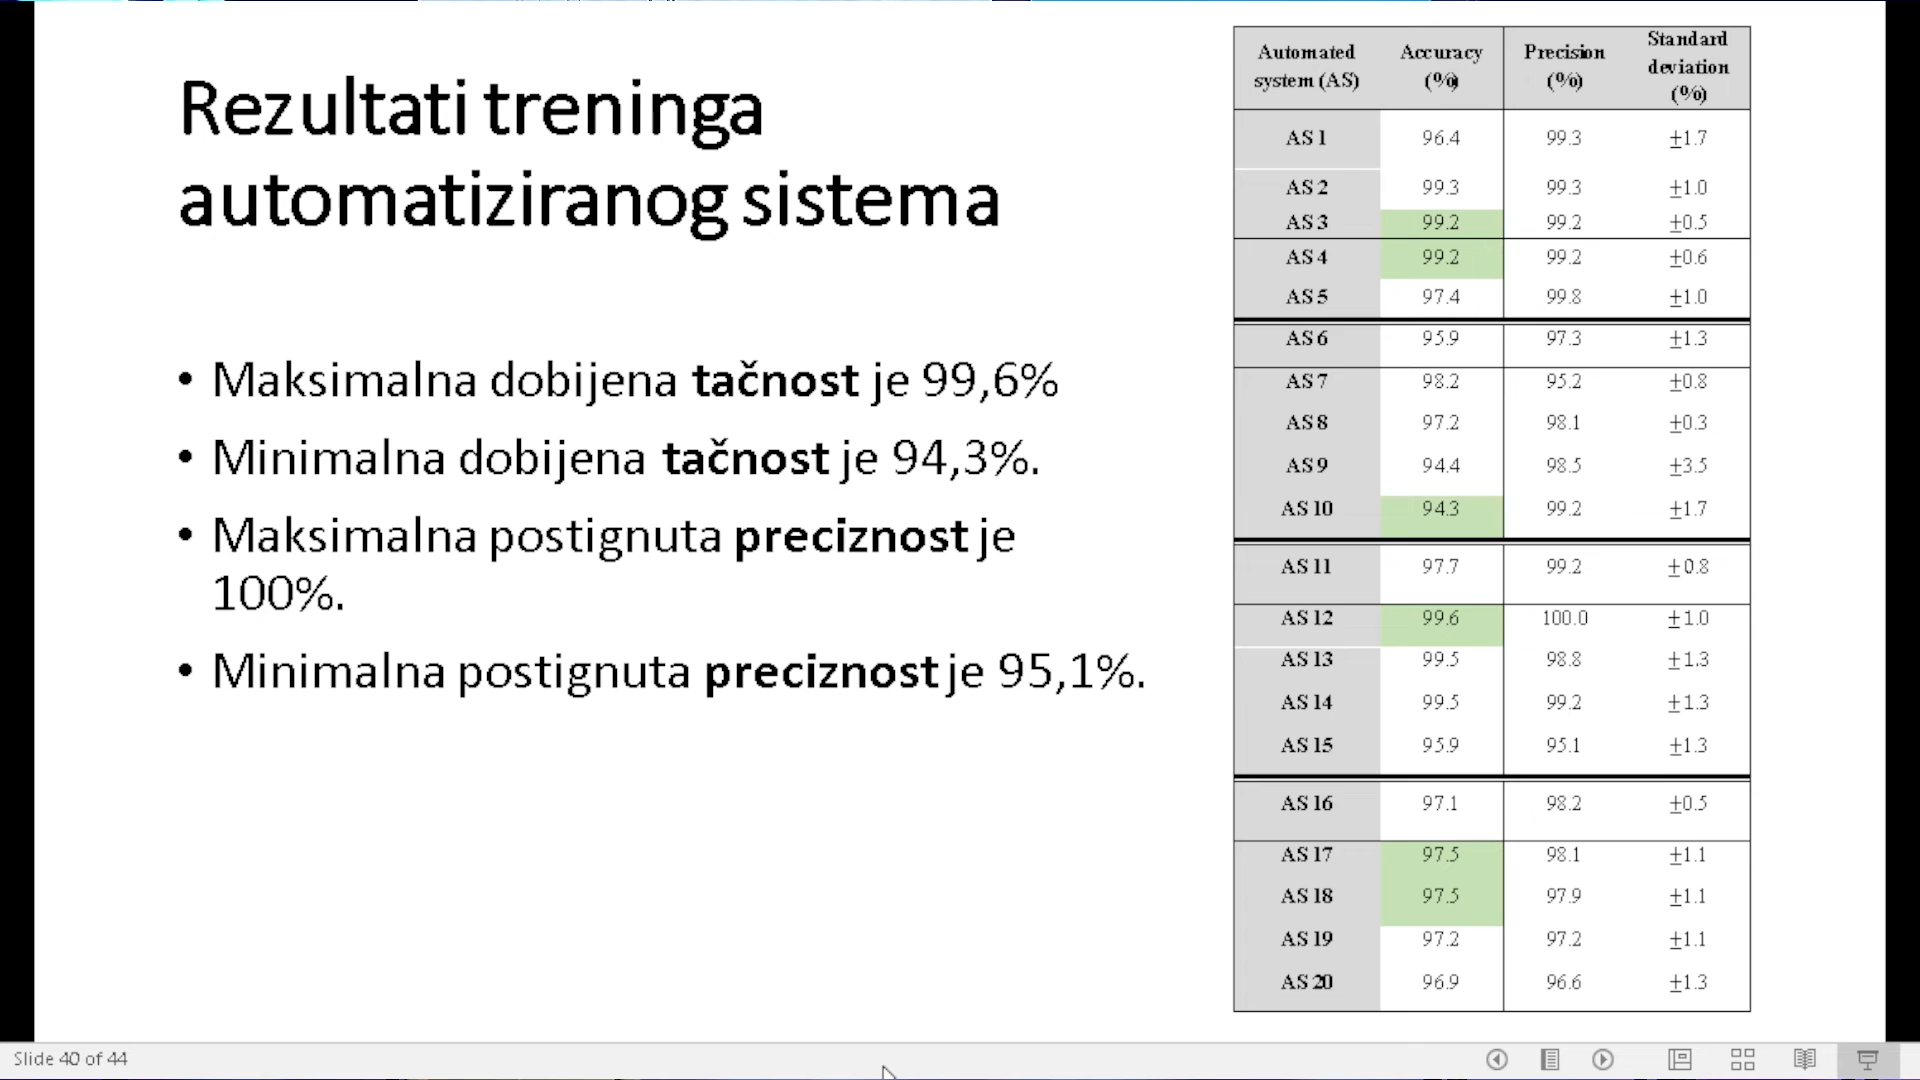 Rezultati treninga
automatiziranog sistema
• Maksimalna dobijena tačnost je 99,6%
• Minimalna dobijena tačnost je 94,3%.
• Maksimalna postignuta preciznost je
100%.
• Minimalna postignuta preciznost je 95,1%.
Automated system (AS) Accuracy (%) Precision (%) Standard deviation (%)
AS 1 96.4 99.3 ±1.7
AS 2 99.3 99.3 ±1.0
AS 3 99.2 99.2 ±0.5
AS 4 99.2 99.2 ±0.6
AS 5 97.4 99.8 ±1.0
AS 6 95.9 97.3 ±1.3
AS 7 98.2 95.2 ±0.8
AS 8 97.2 98.1 ±0.3
AS 9 94.4 98.5 ±3.5
AS 10 94.3 99.2 ±1.7
AS 11 97.7 99.2 ± 0.8
AS 12 99.6 100.0 ± 1.0
AS 13 99.5 98.8 ± 1.3
AS 14 99.5 99.2 ± 1.3
AS 15 95.9 95.1 ±1.3
AS 16 97.1 98.2 ±0.5
AS 17 97.5 98.1 ±1.1
AS 18 97.5 97.9 ±1.1
AS 19 97.2 97.2 ±1.1
AS 20 96.9 96.6 ±1.3
Slide 40 of 44